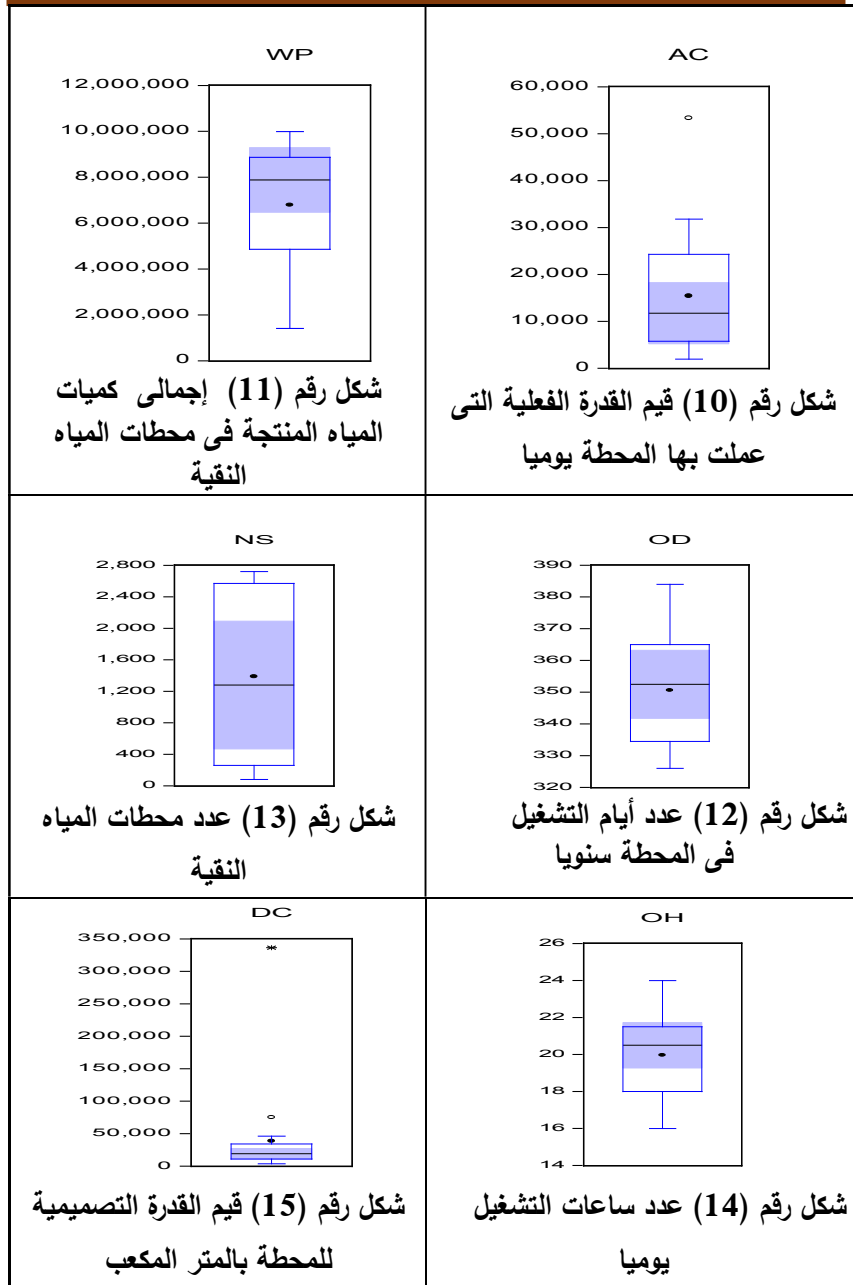 AC
60,000
50,000
40,000
30,000
20,000
10,000
0
شكل رقم (10) قيم القدرة الفعلية التى
عملت بها المحطة يوميا
WP
12,000,000
10,000,000
8,000,000
6,000,000
4,000,000
2,000,000
0
شكل رقم (11) إجمالى كميات
المياه المنتجة فى محطات المياه
النقية
OD
390
380
370
360
350
340
330
320
شكل رقم (12) عدد أيام التشغيل
فى المحطة سنويا
NS
2,800
2,400
2,000
1,600
1,200
800
400
0
شكل رقم (13) عدد محطات المياه
النقية
OH
26
24
22
20
18
16
14
شكل رقم (14) عدد ساعات التشغيل
يوميا
DC
350,000
300,000
250,000
200,000
150,000
100,000
50,000
0
شكل رقم (15) قيم القدرة التصميمية
للمحطة بالمتر المكعب